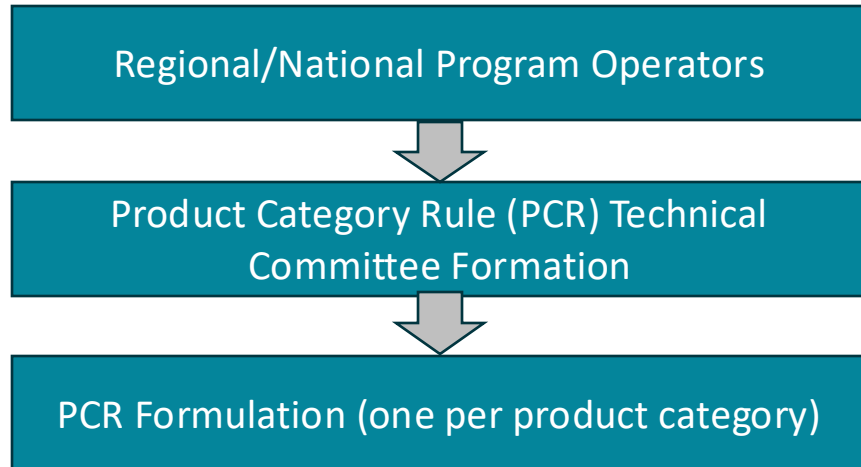 Regional/National Program Operators
Product Category Rule (PCR) Technical
Committee Formation
PCR Formulation (one per product category)